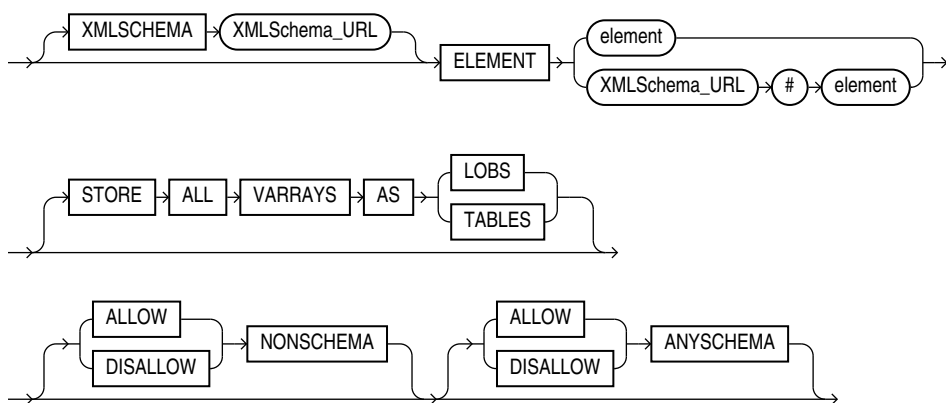 XMLSCHEMA XMLSchema_URL
ELEMENT element
XMLSchema_URL # element
STORE ALL VARRAYS AS LOBS
TABLES
ALLOW NONSCHEMA ALLOW ANYSCHEMA
DISALLOW DISALLOW